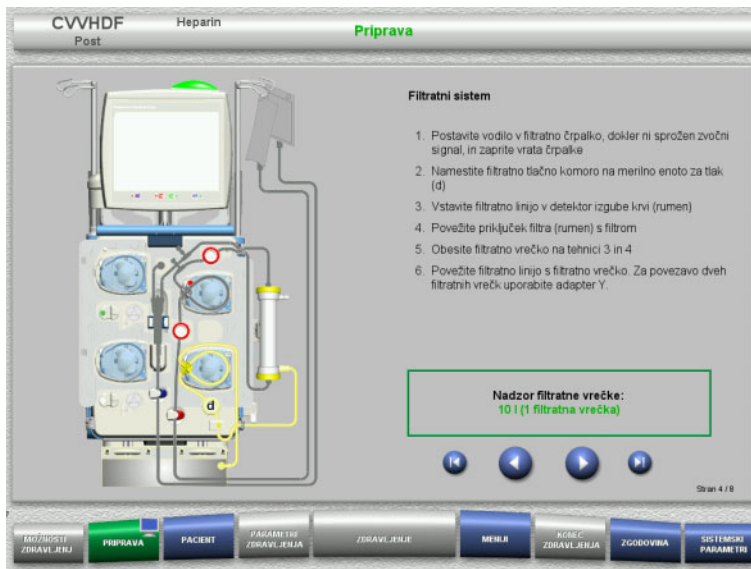 CVVHDF
Post
Heparin
Priprava
Filtratni sistem
1. Postavite vodilo v filtratno črpalko, dokler ni sprožen zvočni
signal, in zaprite vrata črpalke
2. Namestite filtratno tlačno komoro na merilno enoto za tlak
(d)
3. Vstavite filtratno linijo v detektor izgube krvi (rumen)
4. Povežite priključek filtra (rumen) s filtrom
5. Obesite filtratno vrečko na tehnici 3 in 4
6. Povežite filtratno linijo s filtratno vrečko. Za povezavo dveh
filtratnih vrečk uporabite adapter Y.
d
Nadzor filtratne vrečke:
10 l (1 filtratna vrečka)
Stran 4 / 8
MOŽNOSTI
ZDRAVLJENJ
PRIPRAVA
PACIENT
PARAMETRI
ZDRAVLJENJA
ZDRAVLJENJE
MENIJI
KONEC
ZDRAVLJENJA
ZGODOVINA
SISTEMSKI
PARAMETRI